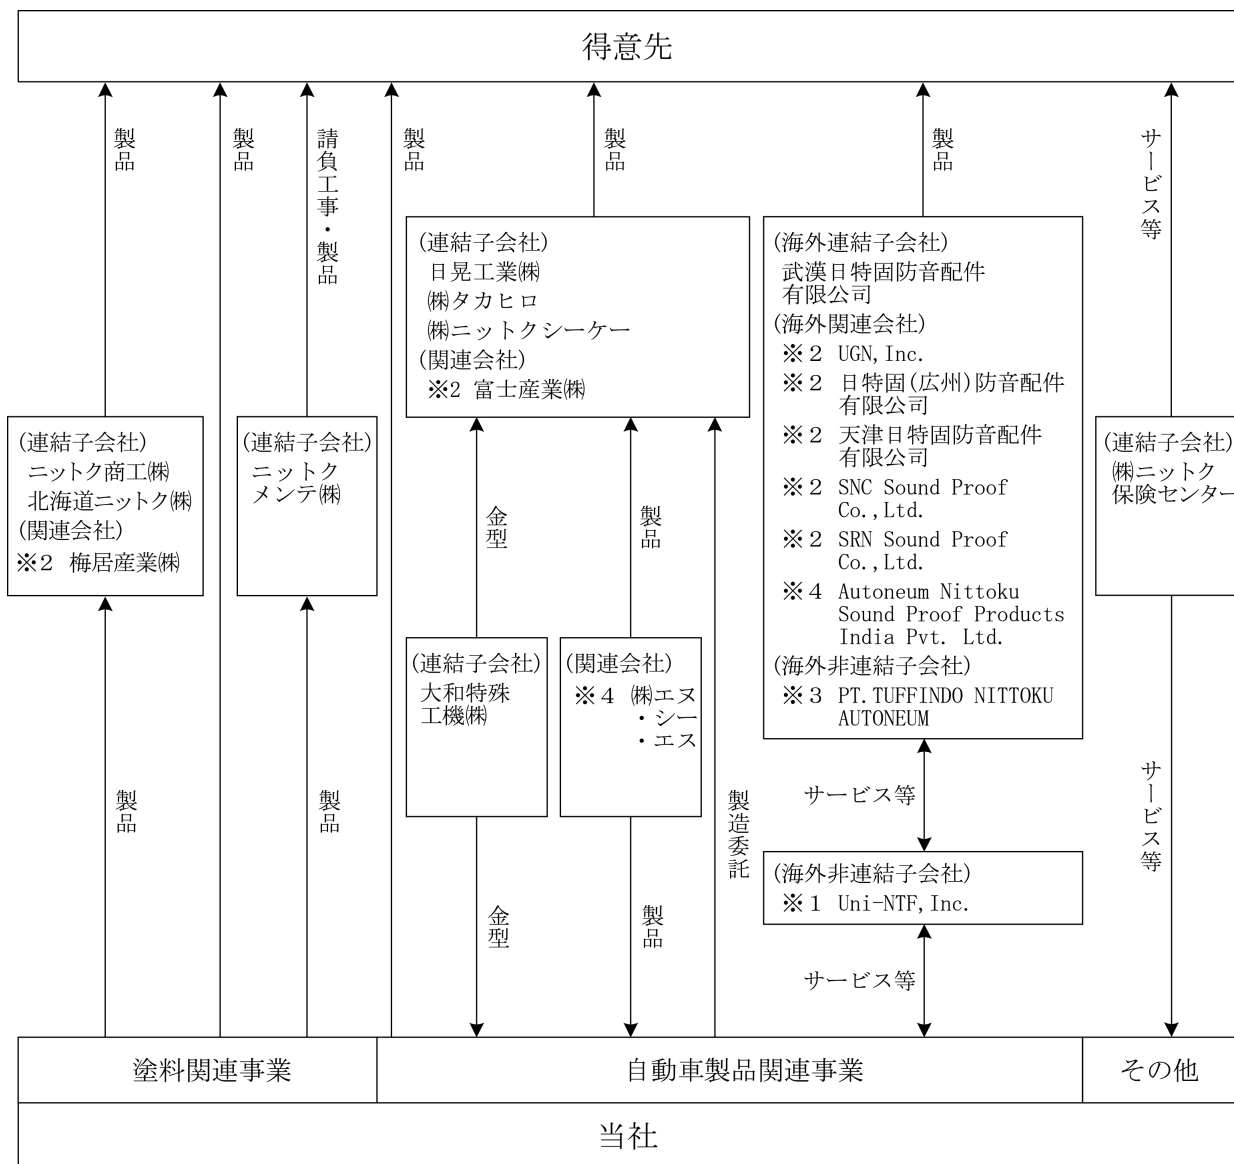 得意先
製品
製品
請負工事・製品
製品
製品
製品
サービス等
(連結子会社)
日晃工業㈱
㈱タカヒロ
㈱ニットクシーケー
(関連会社)
※2 富士産業㈱
(海外連結子会社)
武漢日特固防音配件
有限公司
(海外関連会社)
※2 UGN,Inc.
※2 日特固(広州)防音配件
有限公司
※2 天津日特固防音配件
有限公司
※2 SNC Sound Proof
Co.,Ltd.
※2 SRN Sound Proof
Co.,Ltd.
※4 Autoneum Nittoku
Sound Proof Products
India Pvt. Ltd.
(海外非連結子会社)
※3 PT.TUFFINDO NITTOKU
AUTONEUM
(連結子会社)
ニットク商工㈱
北海道ニットク㈱
(関連会社)
※2 梅居産業㈱
(連結子会社)
ニットク
メンテ㈱
(連結子会社)
㈱ニットク
保険センター
金型
製品
(連結子会社)
大和特殊
工機㈱
(関連会社)
※4 ㈱エヌ
・シー
・エス
製品
製品
製造委託
サービス等
サービス等
(海外非連結子会社)
※1 Uni-NTF,Inc.
金型
製品
サービス等
塗料関連事業
自動車製品関連事業
その他
当社